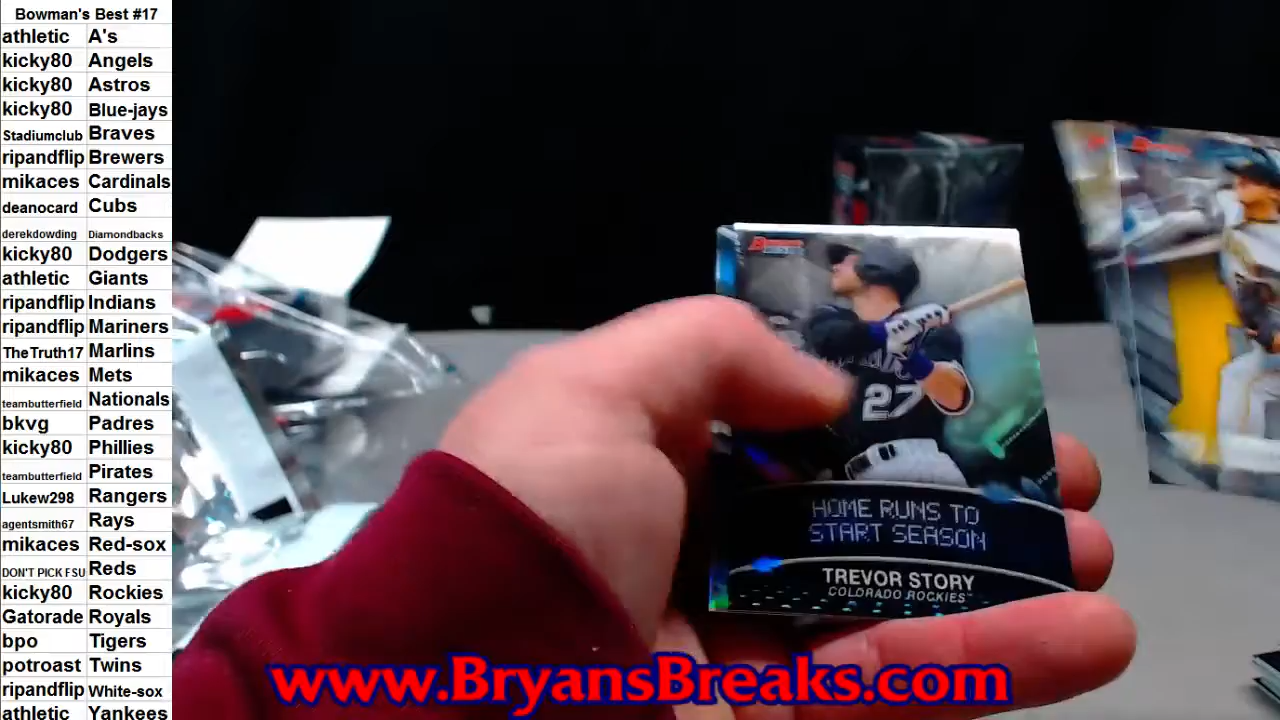 Bowman's Best #17
athletic A's
kicky80 Angels
kicky80 Astros
kicky80 Blue-jays
Stadiumclub Braves
ripandflip Brewers
mikaces Cardinals
deanocard Cubs
derekdowding Diamondbacks
kicky80 Dodgers
athletic Giants
ripandflip Indians
ripandflip Mariners
TheTruth17 Marlins
mikaces Mets
teambutterfield Nationals
bkvg Padres
kicky80 Phillies
teambutterfield Pirates
Lukew298 Rangers
agentsmith67 Rays
mikaces Red-sox
DON'T PICK FSU Reds
kicky80 Rockies
Gatorade Royals
bpo Tigers
potroast Twins
ripandflip White-sox
athletic Yankees
27
HOME RUNS TO
START SEASON
TREVOR STORY
COLORADO ROCKIES™
www.BryansBreaks.com